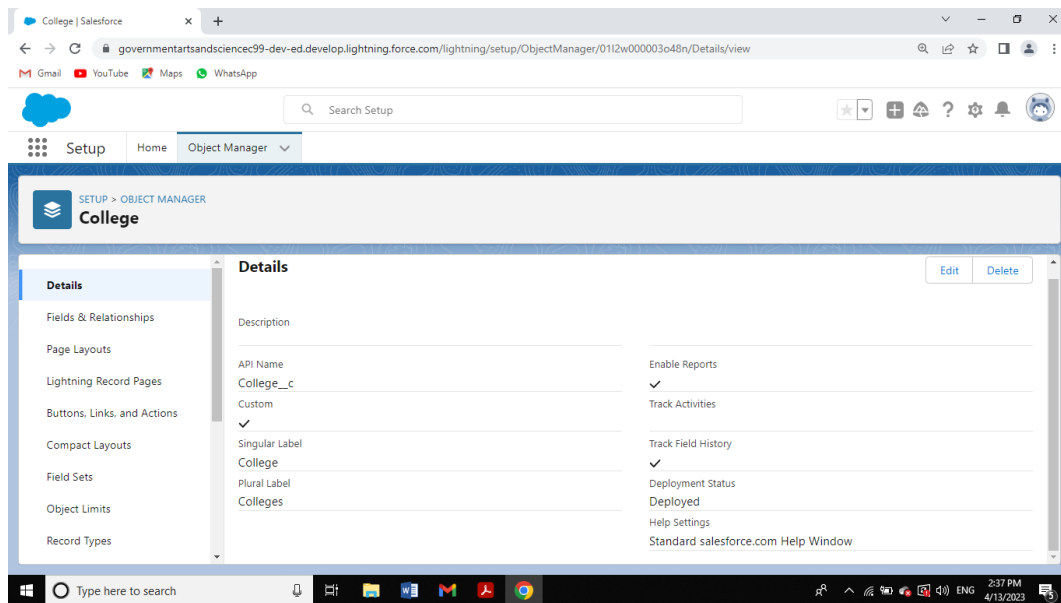 College | Salesforce
governmentartsandsciencec99-dev-ed.develop.lightning.force.com/lightning/setup/ObjectManager/01I2w000003o48n/Details/view
Gmail YouTube Maps WhatsApp
Search Setup
Setup Home Object Manager
SETUP > OBJECT MANAGER
College
Details
Fields & Relationships
Page Layouts
Lightning Record Pages
Buttons, Links, and Actions
Compact Layouts
Field Sets
Object Limits
Record Types
Details
Edit Delete
Description
API Name
College__c
Custom
Singular Label
College
Plural Label
Colleges
Enable Reports
Track Activities
Track Field History
Deployment Status
Deployed
Help Settings
Standard salesforce.com Help Window
Type here to search
ENG
2:37 PM
4/13/2023
5